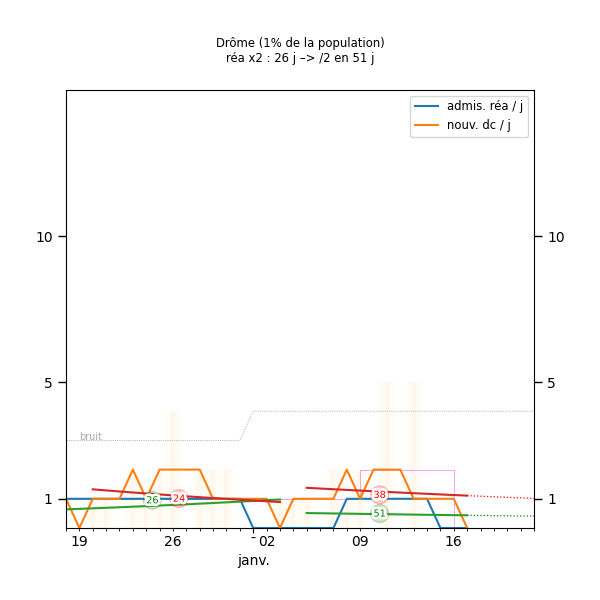 Drôme (1% de la population)
réa x2 : 26 j –> /2 en 51 j
admis. réa / j
nouv. dc / j
10 10
5 5
bruit
1 26 24 38 1
51
19 26 02 09 16
janv.